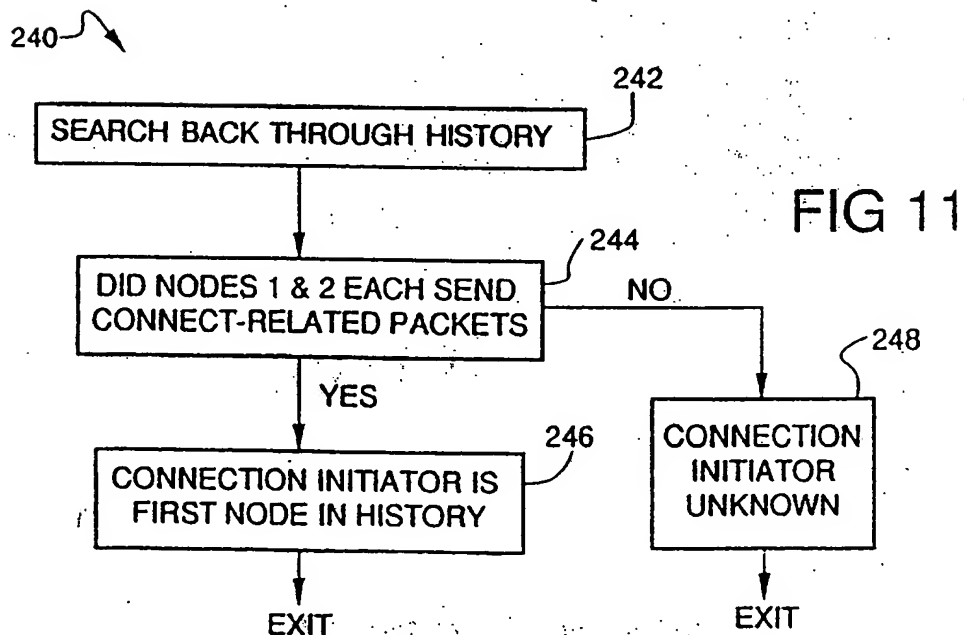 240
242
SEARCH BACK THROUGH HISTORY
FIG 11
244
DID NODES 1 & 2 EACH SEND
CONNECT-RELATED PACKETS
NO
248
YES
246
CONNECTION INITIATOR IS
FIRST NODE IN HISTORY
CONNECTION
INITIATOR
UNKNOWN
EXIT
EXIT